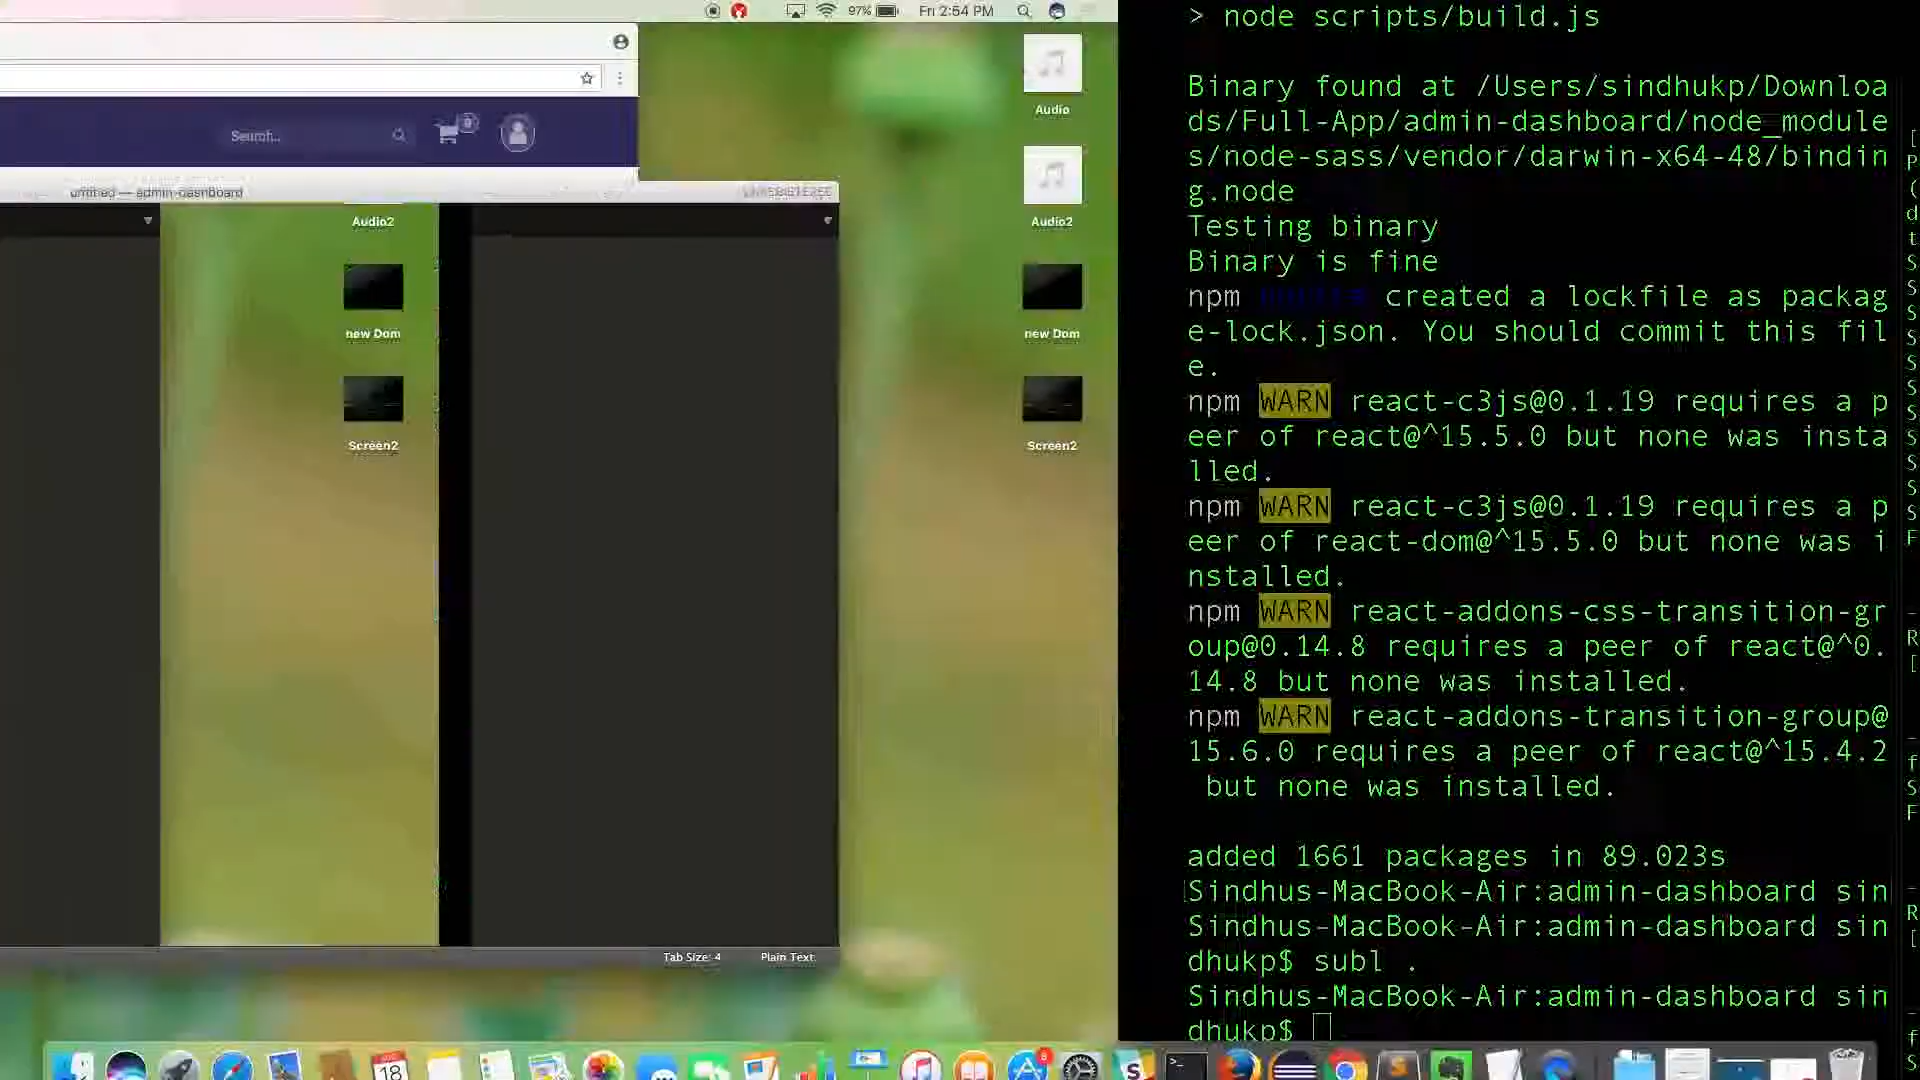 97%
Fri 2:54 PM
Search...
untitled — admin-dashboard
UNREGISTERED
Audio
Audio2
new Dom
Screen2
Audio2
new Dom
Screen2
Tab Size: 4
Plain Text
18
> node scripts/build.js
Binary found at /Users/sindhukp/Downloa
ds/Full-App/admin-dashboard/node_module
s/node-sass/vendor/darwin-x64-48/bindin
g.node
Testing binary
Binary is fine
npm created a lockfile as packag
e-lock.json. You should commit this fil
e.
npm WARN react-c3js@0.1.19 requires a p
eer of react@^15.5.0 but none was insta
lled.
npm WARN react-c3js@0.1.19 requires a p
eer of react-dom@^15.5.0 but none was i
nstalled.
npm WARN react-addons-css-transition-gr
oup@0.14.8 requires a peer of react@^0.
14.8 but none was installed.
npm WARN react-addons-transition-group@
15.6.0 requires a peer of react@^15.4.2
but none was installed.
added 1661 packages in 89.023s
Sindhus-MacBook-Air:admin-dashboard sin
Sindhus-MacBook-Air:admin-dashboard sin
dhukp$ subl .
Sindhus-MacBook-Air:admin-dashboard sin
dhukp$